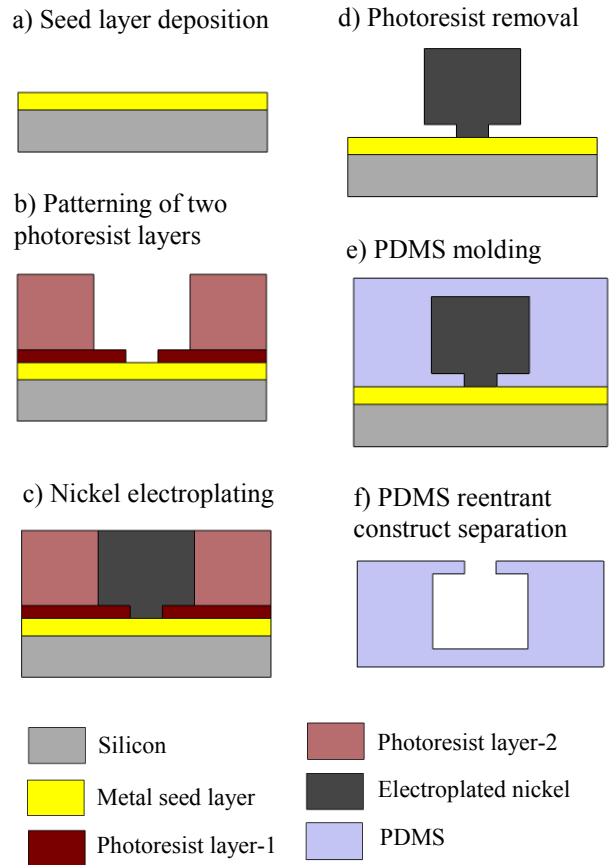 a) Seed layer deposition
b) Patterning of two
photoresist layers
c) Nickel electroplating
d) Photoresist removal
e) PDMS molding
f) PDMS reentrant
construct separation
Silicon
Metal seed layer
Photoresist layer-1
Photoresist layer-2
Electroplated nickel
PDMS